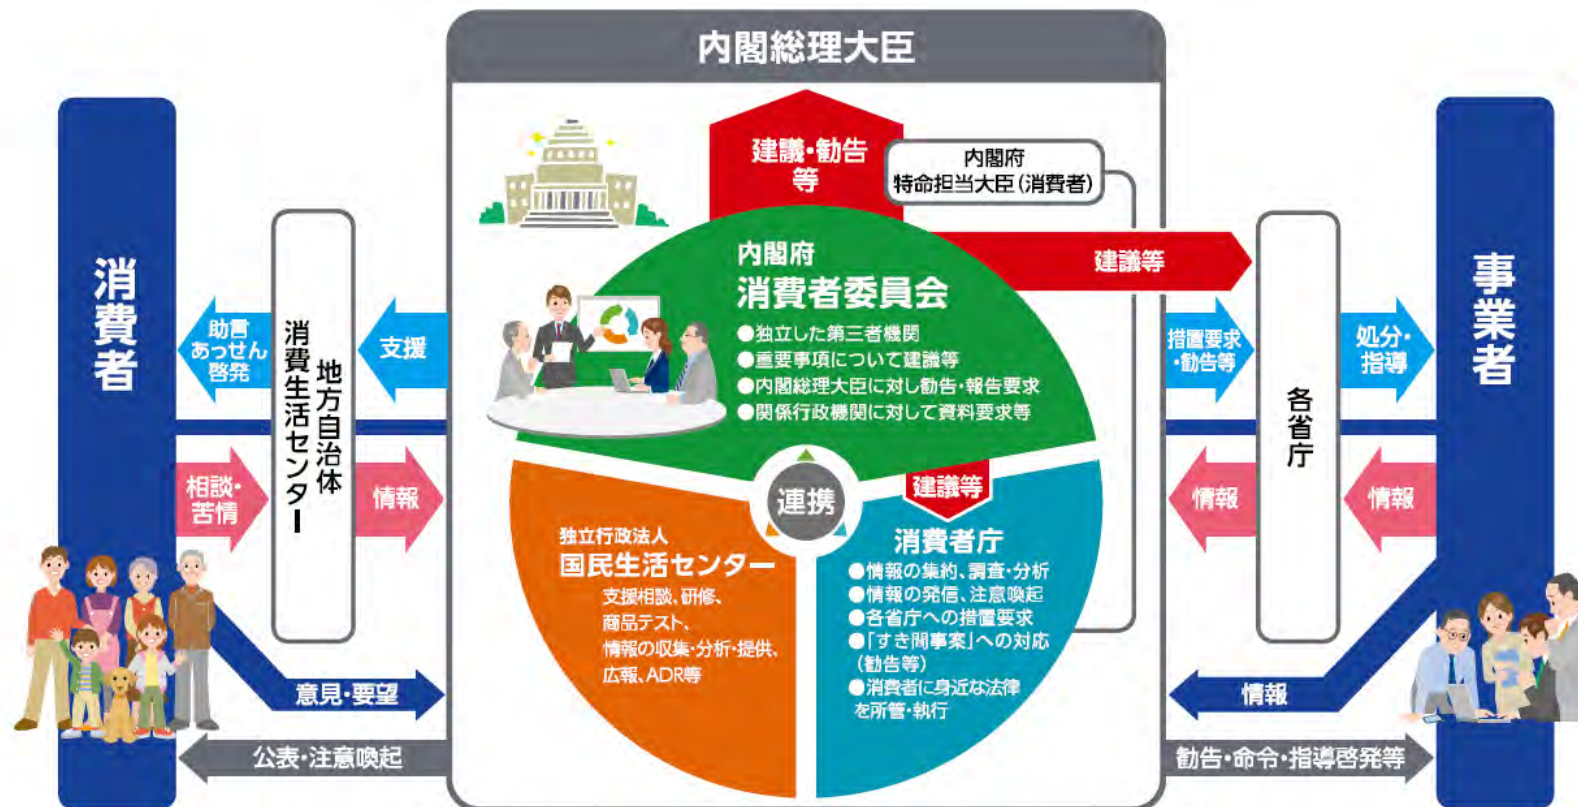 内閣総理大臣
建議・勧告
等
内閣府
特命担当大臣(消費者)
建議等
内閣府
消費者委員会
●独立した第三者機関
●重要事項について建議等
●内閣総理大臣に対し勧告・報告要求
●関係行政機関に対して資料要求等
連携
建議等
独立行政法人
国民生活センター
支援相談、研修、
商品テスト、
情報の収集・分析・提供、
広報、ADR等
消費者庁
●情報の集約、調査・分析
●情報の発信、注意喚起
●各省庁への措置要求
●「すき間事案」への対応
(勧告等)
●消費者に身近な法律
を所管・執行
消費者
助言
あっせん
啓発
地方自治体
消費生活センター
支援
相談・
苦情
情報
意見・要望
公表・注意喚起
措置要求
・勧告等
各省庁
処分・
指導
事業者
情報
情報
情報
勧告・命令・指導啓発等